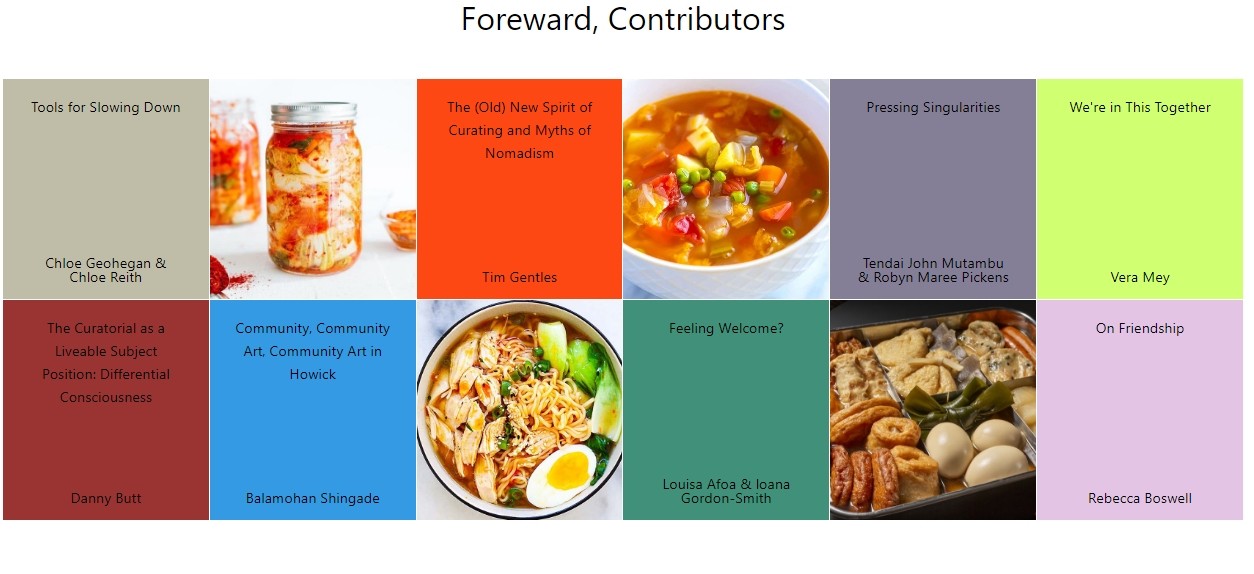 Foreward, Contributors
Tools for Slowing Down
Chloe Geohegan &
Chloe Reith
The (Old) New Spirit of
Curating and Myths of
Nomadism
Tim Gentles
Pressing Singularities
Tendai John Mutambu
& Robyn Maree Pickens
We're in This Together
Vera Mey
The Curatorial as a
Liveable Subject
Position: Differential
Consciousness
Danny Butt
Community, Community
Art, Community Art in
Howick
Balamohan Shingade
Feeling Welcome?
Louisa Afoa & Ioana
Gordon-Smith
On Friendship
Rebecca Boswell